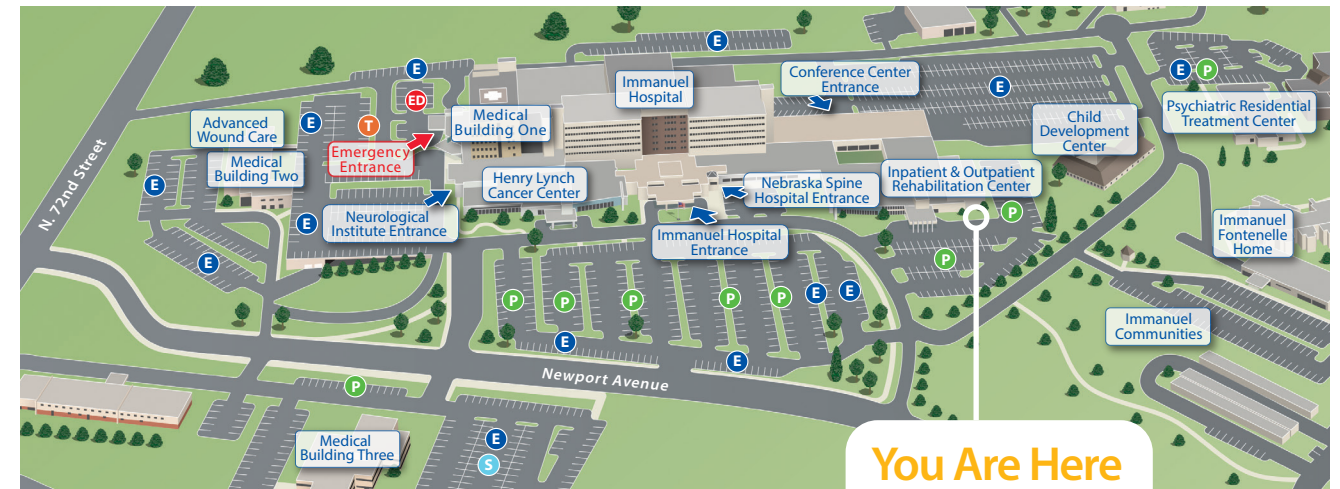 E
E
Conference Center
Entrance
Immanuel
Hospital
E
P
E
ED
Psychiatric Residential
Treatment Center
Medical
Building One
Child
Development
Center
Advanced
Wound Care
E
T
Emergency
Entrance
Medical
Building Two
Inpatient & Outpatient
Rehabilitation Center
Henry Lynch
Cancer Center
Nebraska Spine
Hospital Entrance
N. 72nd Street
E
E
Neurological
Institute Entrance
P
Immanuel
Fontenelle
Home
Immanuel Hospital
Entrance
E
P
P
P
P
P
P
E
E
Immanuel
Communities
E
E
Newport Avenue
P
Medical
Building Three
E
S
You Are Here